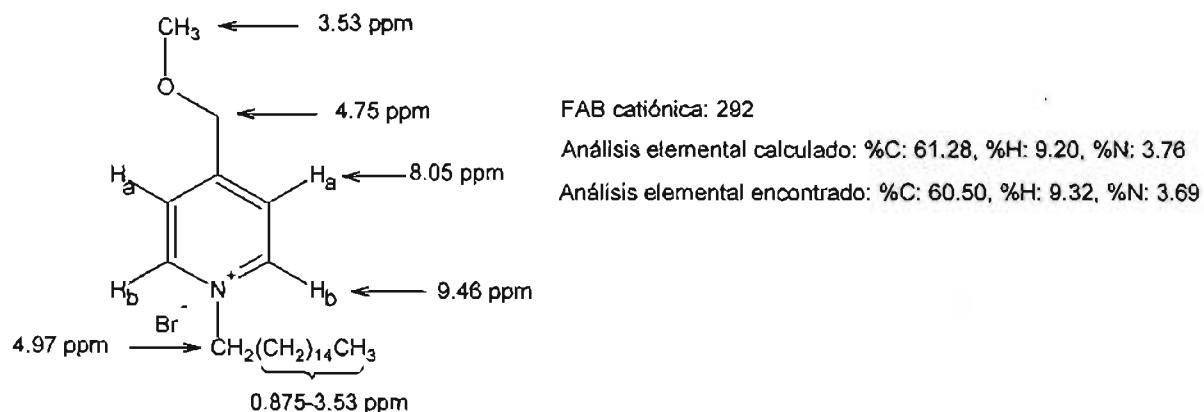 CH3 3.53 ppm
O
4.75 ppm
FAB catiónica: 292
Análisis elemental calculado: %C: 61.28, %H: 9.20, %N: 3.76
Ha Ha 8.05 ppm
Análisis elemental encontrado: %C: 60.50, %H: 9.32, %N: 3.69
Hb N+ Hb 9.46 ppm
Br-
4.97 ppm CH2(CH2)14CH3
0.875-3.53 ppm